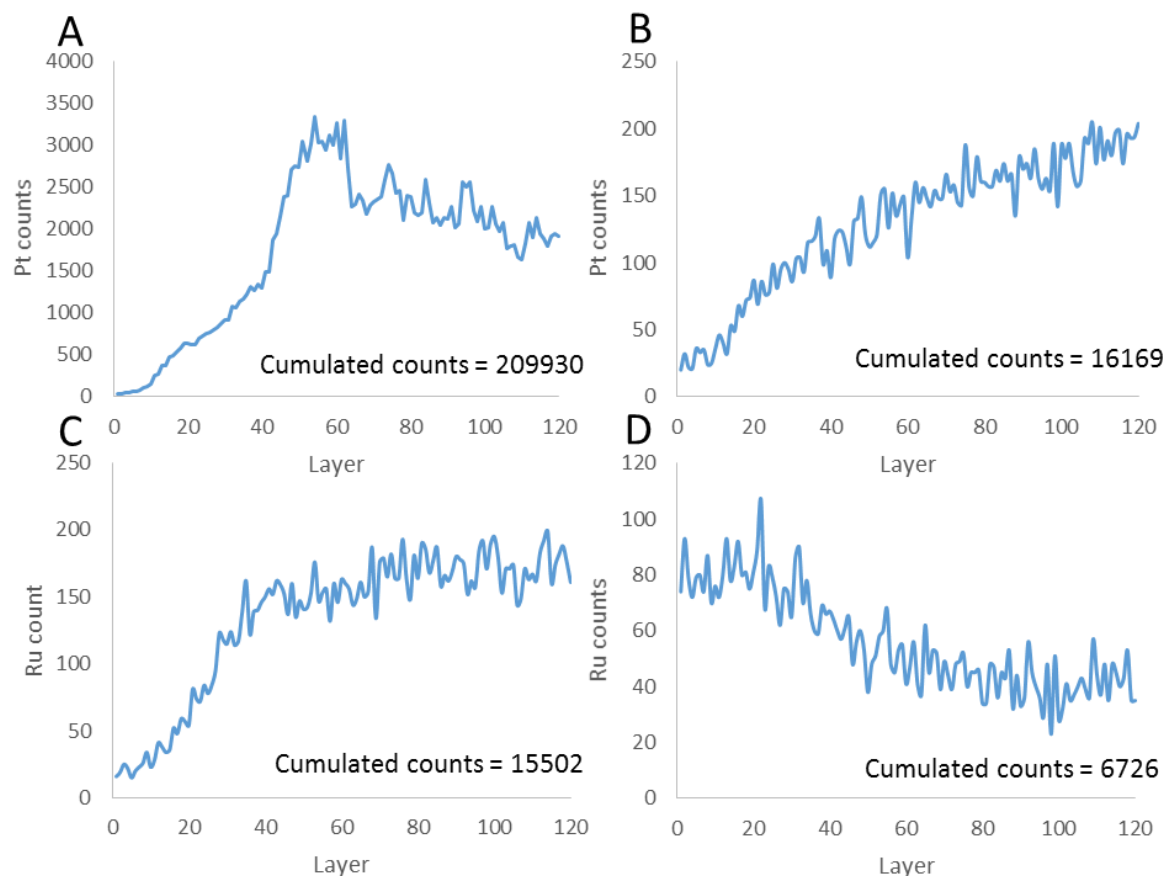 A
Pt counts
4000
3500
3000
2500
2000
1500
1000
500
0
Cumulated counts = 209930
0 20 40 60 80 100 120
Layer
B
Pt counts
250
200
150
100
50
0
Cumulated counts = 16169
0 20 40 60 80 100 120
Layer
C
Ru count
250
200
150
100
50
0
Cumulated counts = 15502
0 20 40 60 80 100 120
Layer
D
Ru counts
120
100
80
60
40
20
0
Cumulated counts = 6726
0 20 40 60 80 100 120
Layer